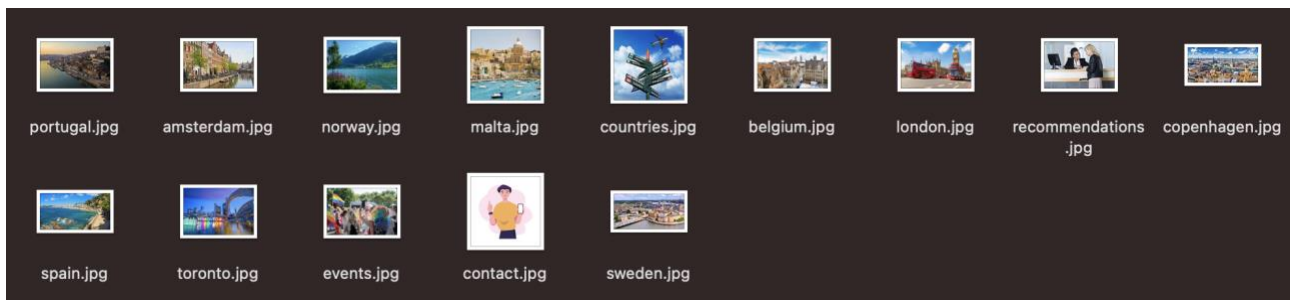 portugal.jpg
amsterdam.jpg
norway.jpg
malta.jpg
countries.jpg
belgium.jpg
london.jpg
recommendations
.jpg
copenhagen.jpg
spain.jpg
toronto.jpg
events.jpg
contact.jpg
sweden.jpg